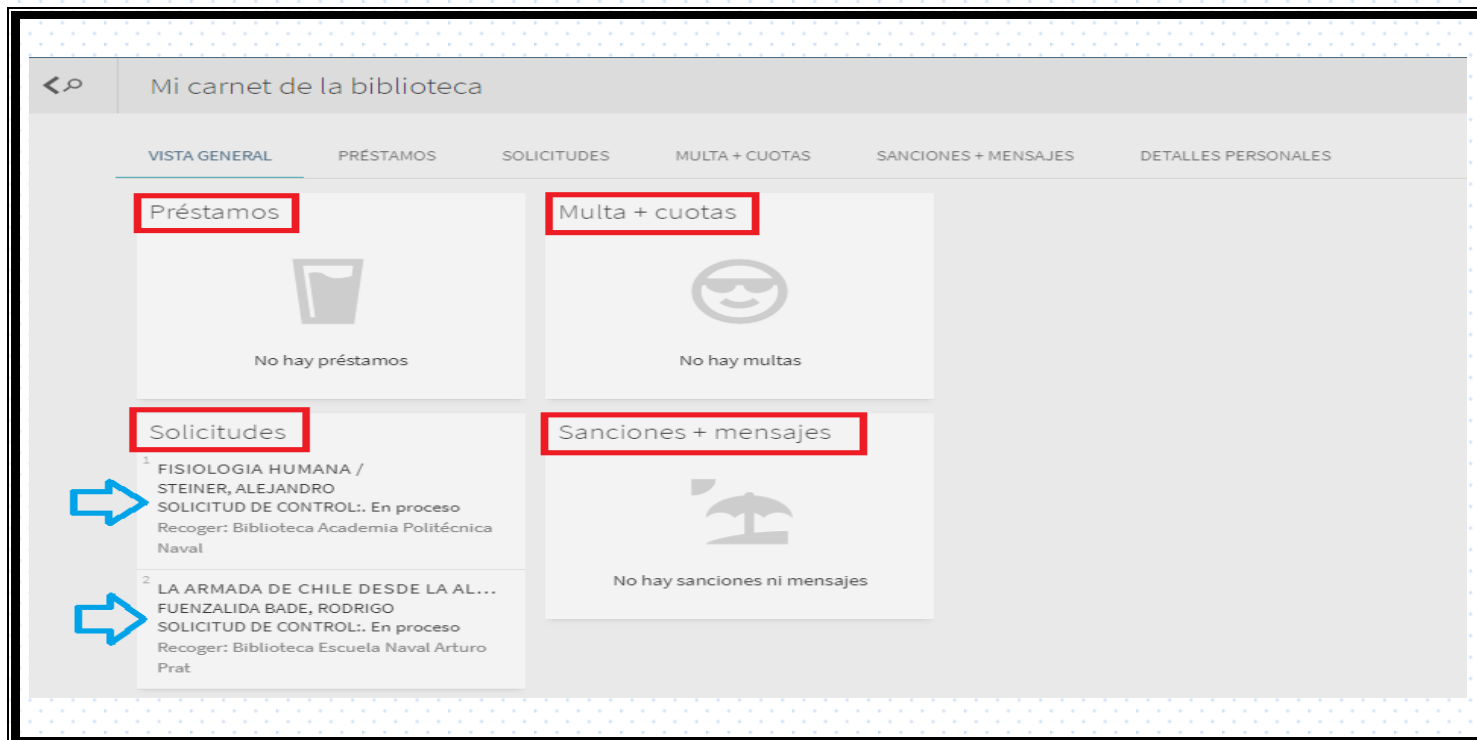 Mi carnet de la biblioteca
VISTA GENERAL PRÉSTAMOS SOLICITUDES MULTA + CUOTAS SANCIONES + MENSAJES DETALLES PERSONALES
Préstamos
No hay préstamos
Multa + cuotas
No hay multas
Solicitudes
1
FISIOLOGIA HUMANA /
STEINER, ALEJANDRO
SOLICITUD DE CONTROL:. En proceso
Recoger: Biblioteca Academia Politécnica
Naval
2
LA ARMADA DE CHILE DESDE LA AL...
FUENZALIDA BADE, RODRIGO
SOLICITUD DE CONTROL:. En proceso
Recoger: Biblioteca Escuela Naval Arturo
Prat
Sanciones + mensajes
No hay sanciones ni mensajes